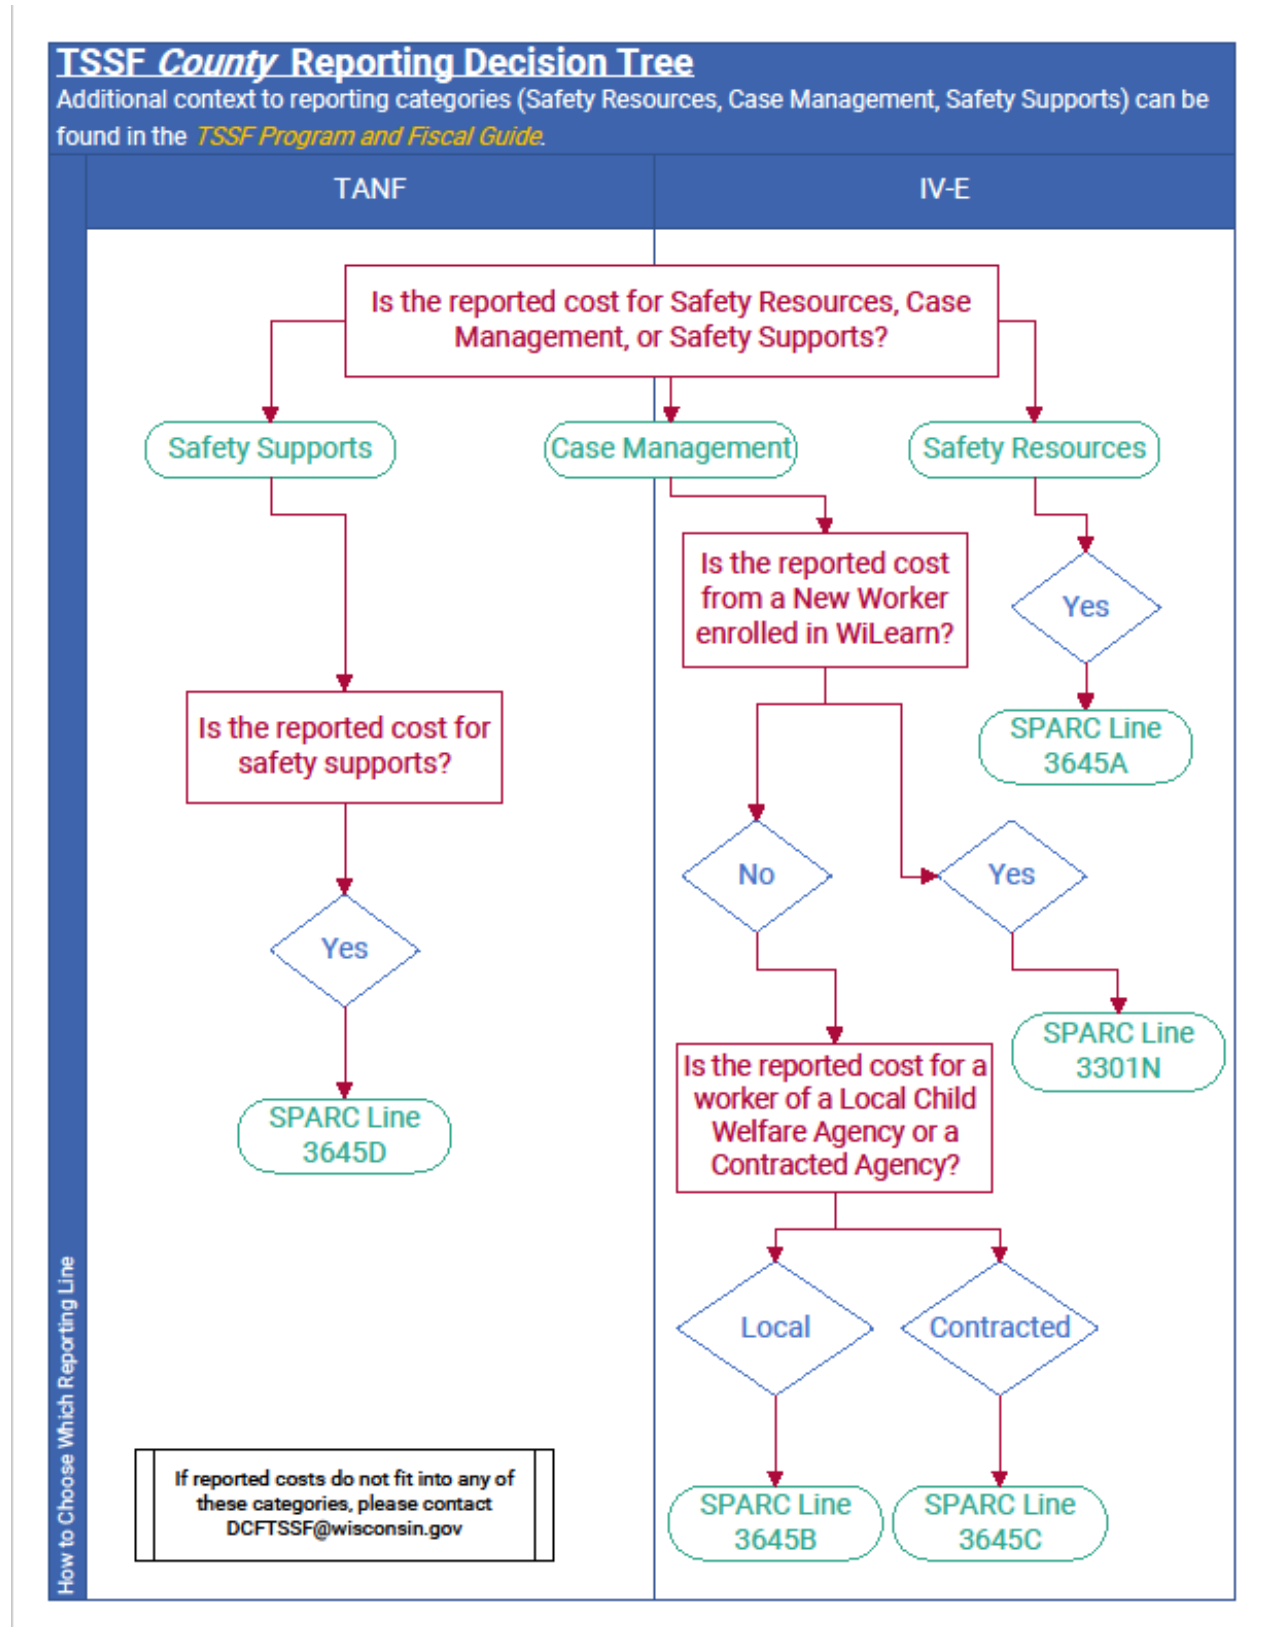 TSSF County Reporting Decision Tree
Additional context to reporting categories (Safety Resources, Case Management, Safety Supports) can be
found in the TSSF Program and Fiscal Guide.
TANF
IV-E
Is the reported cost for Safety Resources, Case
Management, or Safety Supports?
Safety Supports
Case Management
Safety Resources
Is the reported cost
from a New Worker
enrolled in WiLearn?
Yes
SPARC Line
3645A
Is the reported cost for
safety supports?
No
Yes
Yes
SPARC Line
3301N
Is the reported cost for a
worker of a Local Child
Welfare Agency or a
Contracted Agency?
SPARC Line
3645D
Local
Contracted
SPARC Line
3645B
SPARC Line
3645C
If reported costs do not fit into any of
these categories, please contact
DCFTSSF@wisconsin.gov
How to Choose Which Reporting Line